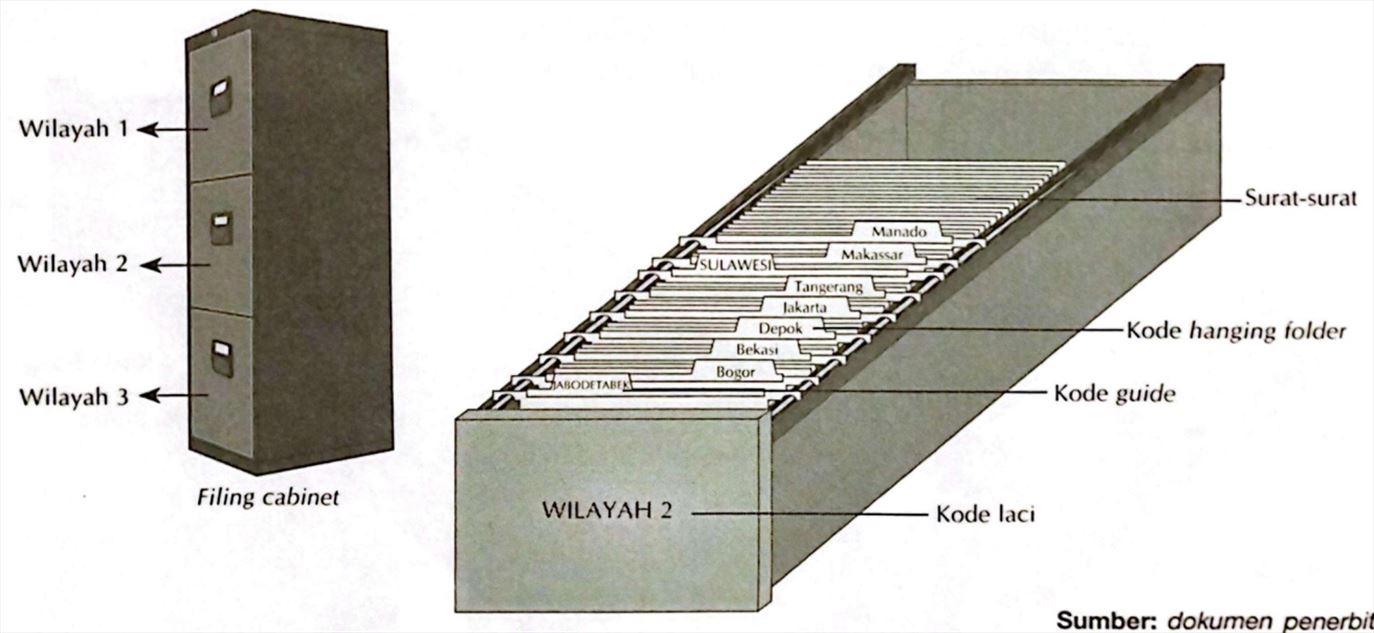 Wilayah 1
Wilayah 2
Wilayah 3
Filing cabinet
Manado
Makassar
SULAWESI
Tangerang
Jakarta
Depok
Bekasi
Bogor
JABODETABEK
WILAYAH 2
Surat-surat
Kode hanging folder
Kode guide
Kode laci
Sumber: dokumen penerbit